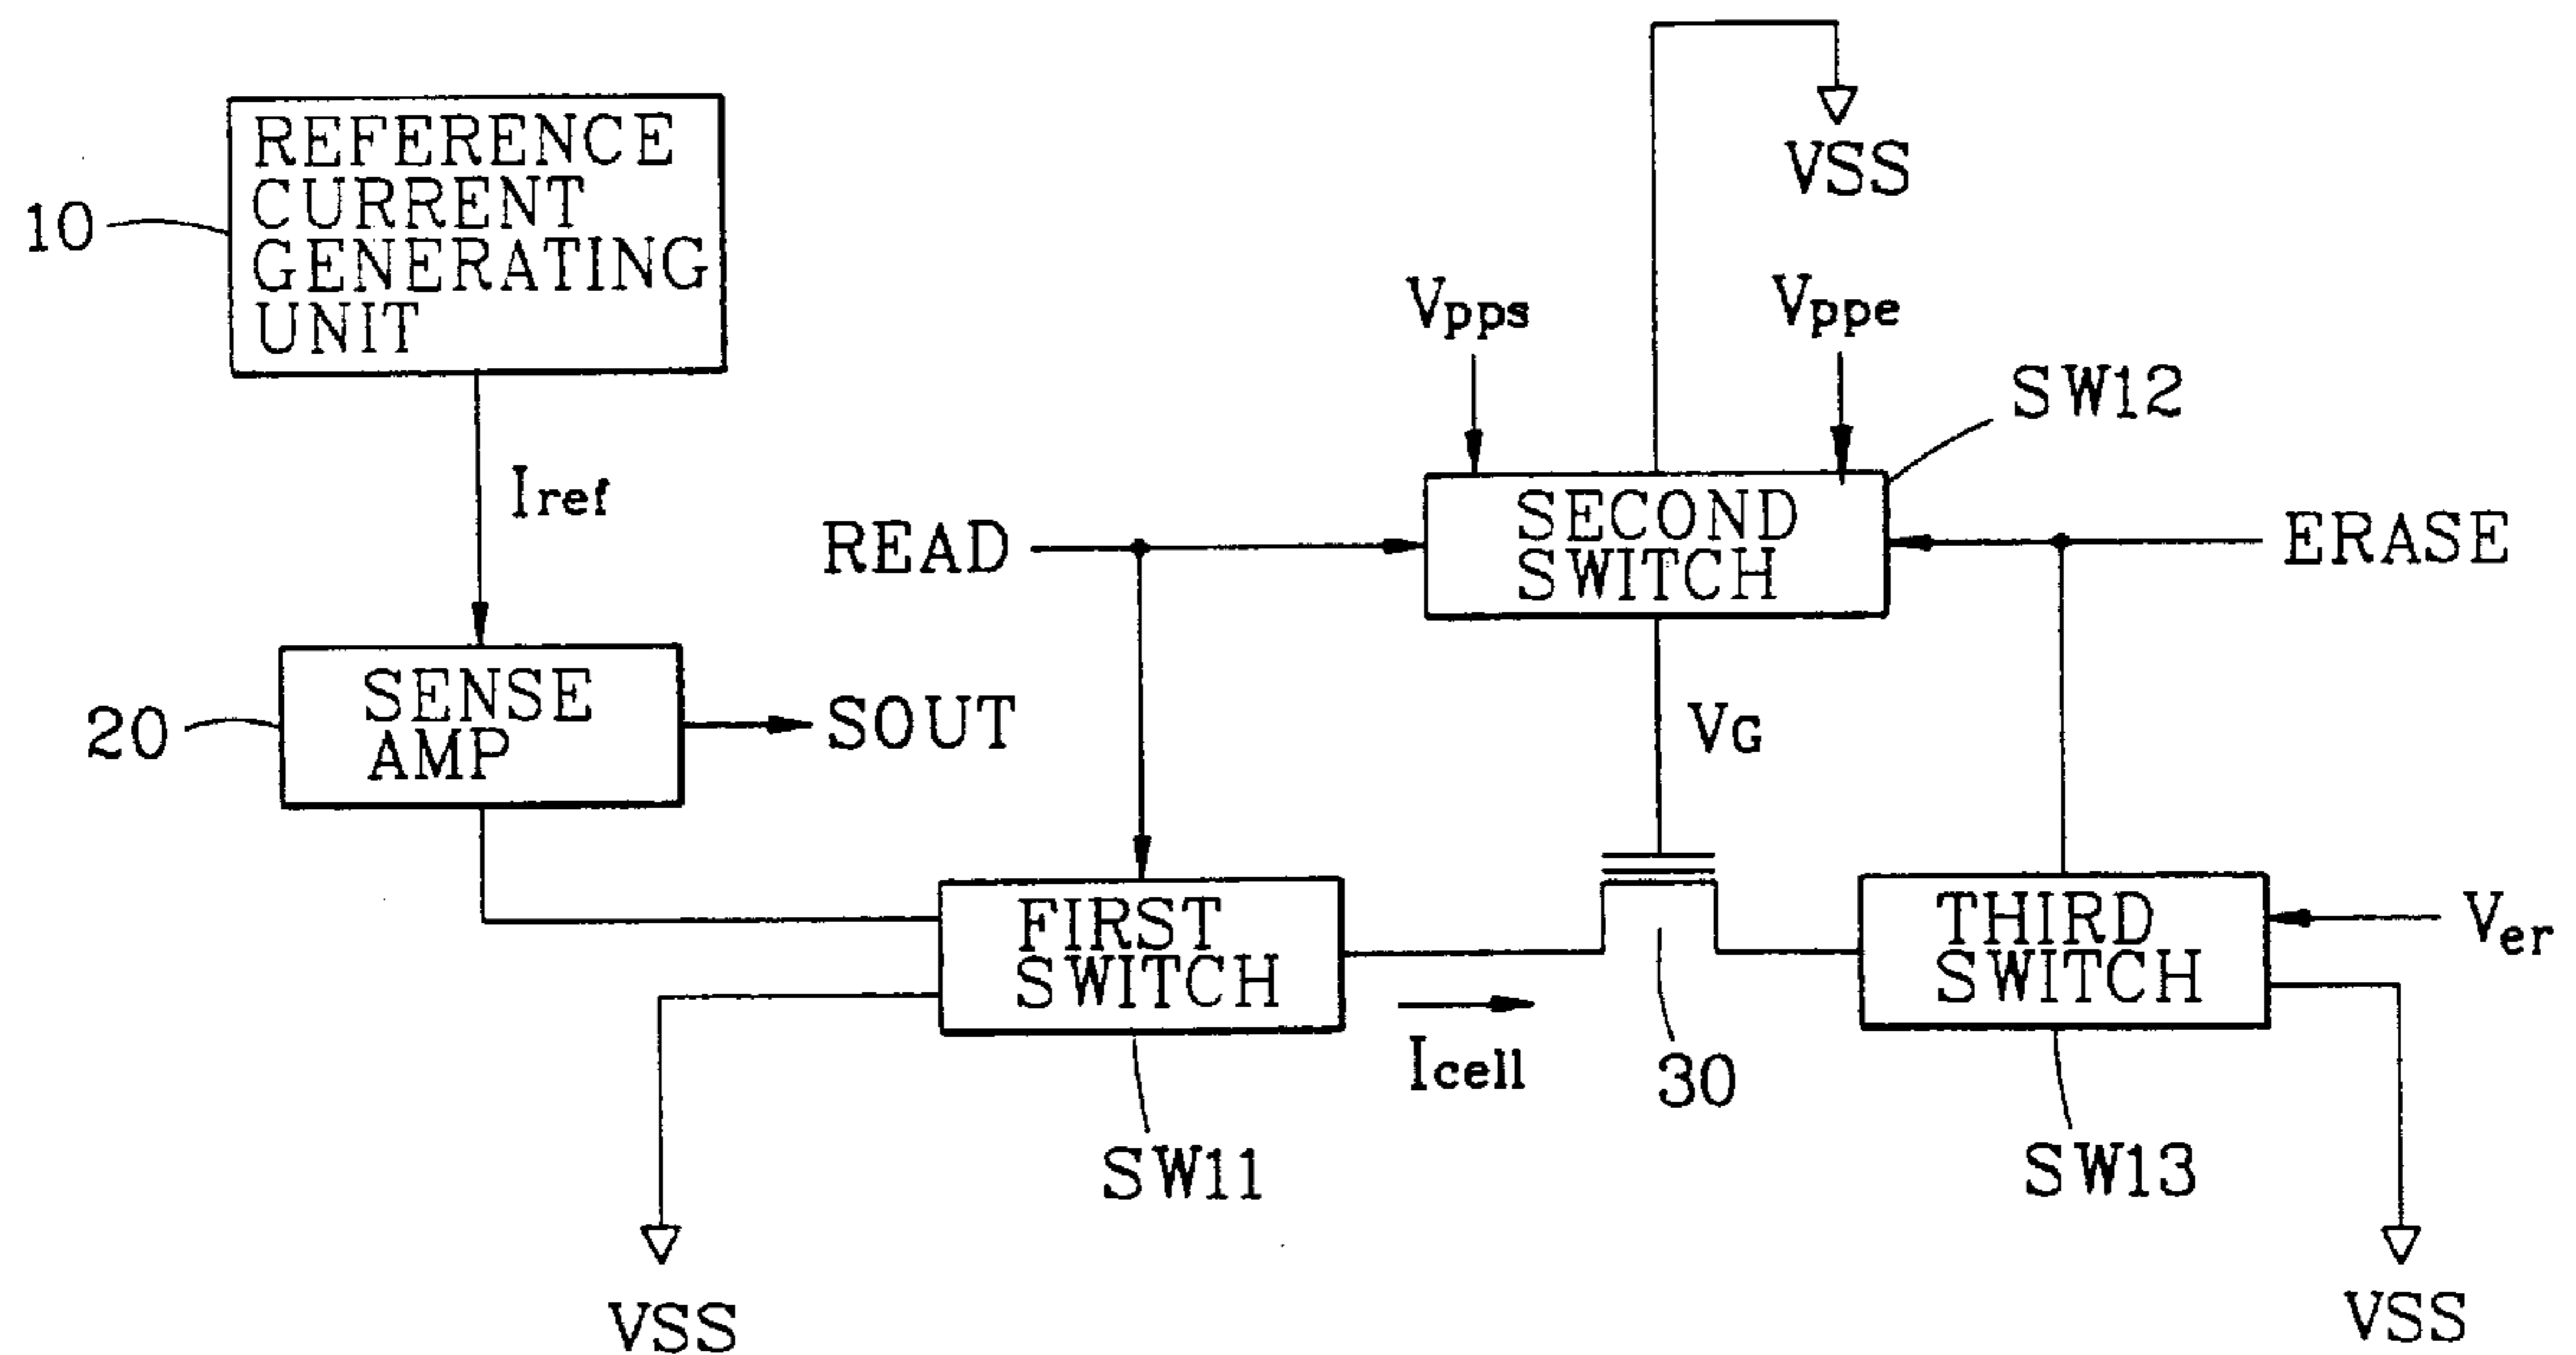 VSS
REFERENCE
CURRENT
GENERATING
UNIT
10
Vpps
Vppe
SW12
Iref
READ
SECOND
SWITCH
ERASE
SENSE
AMP
20
SOUT
VG
FIRST
SWITCH
THIRD
SWITCH
Ver
Icell
30
SW11
SW13
VSS
VSS